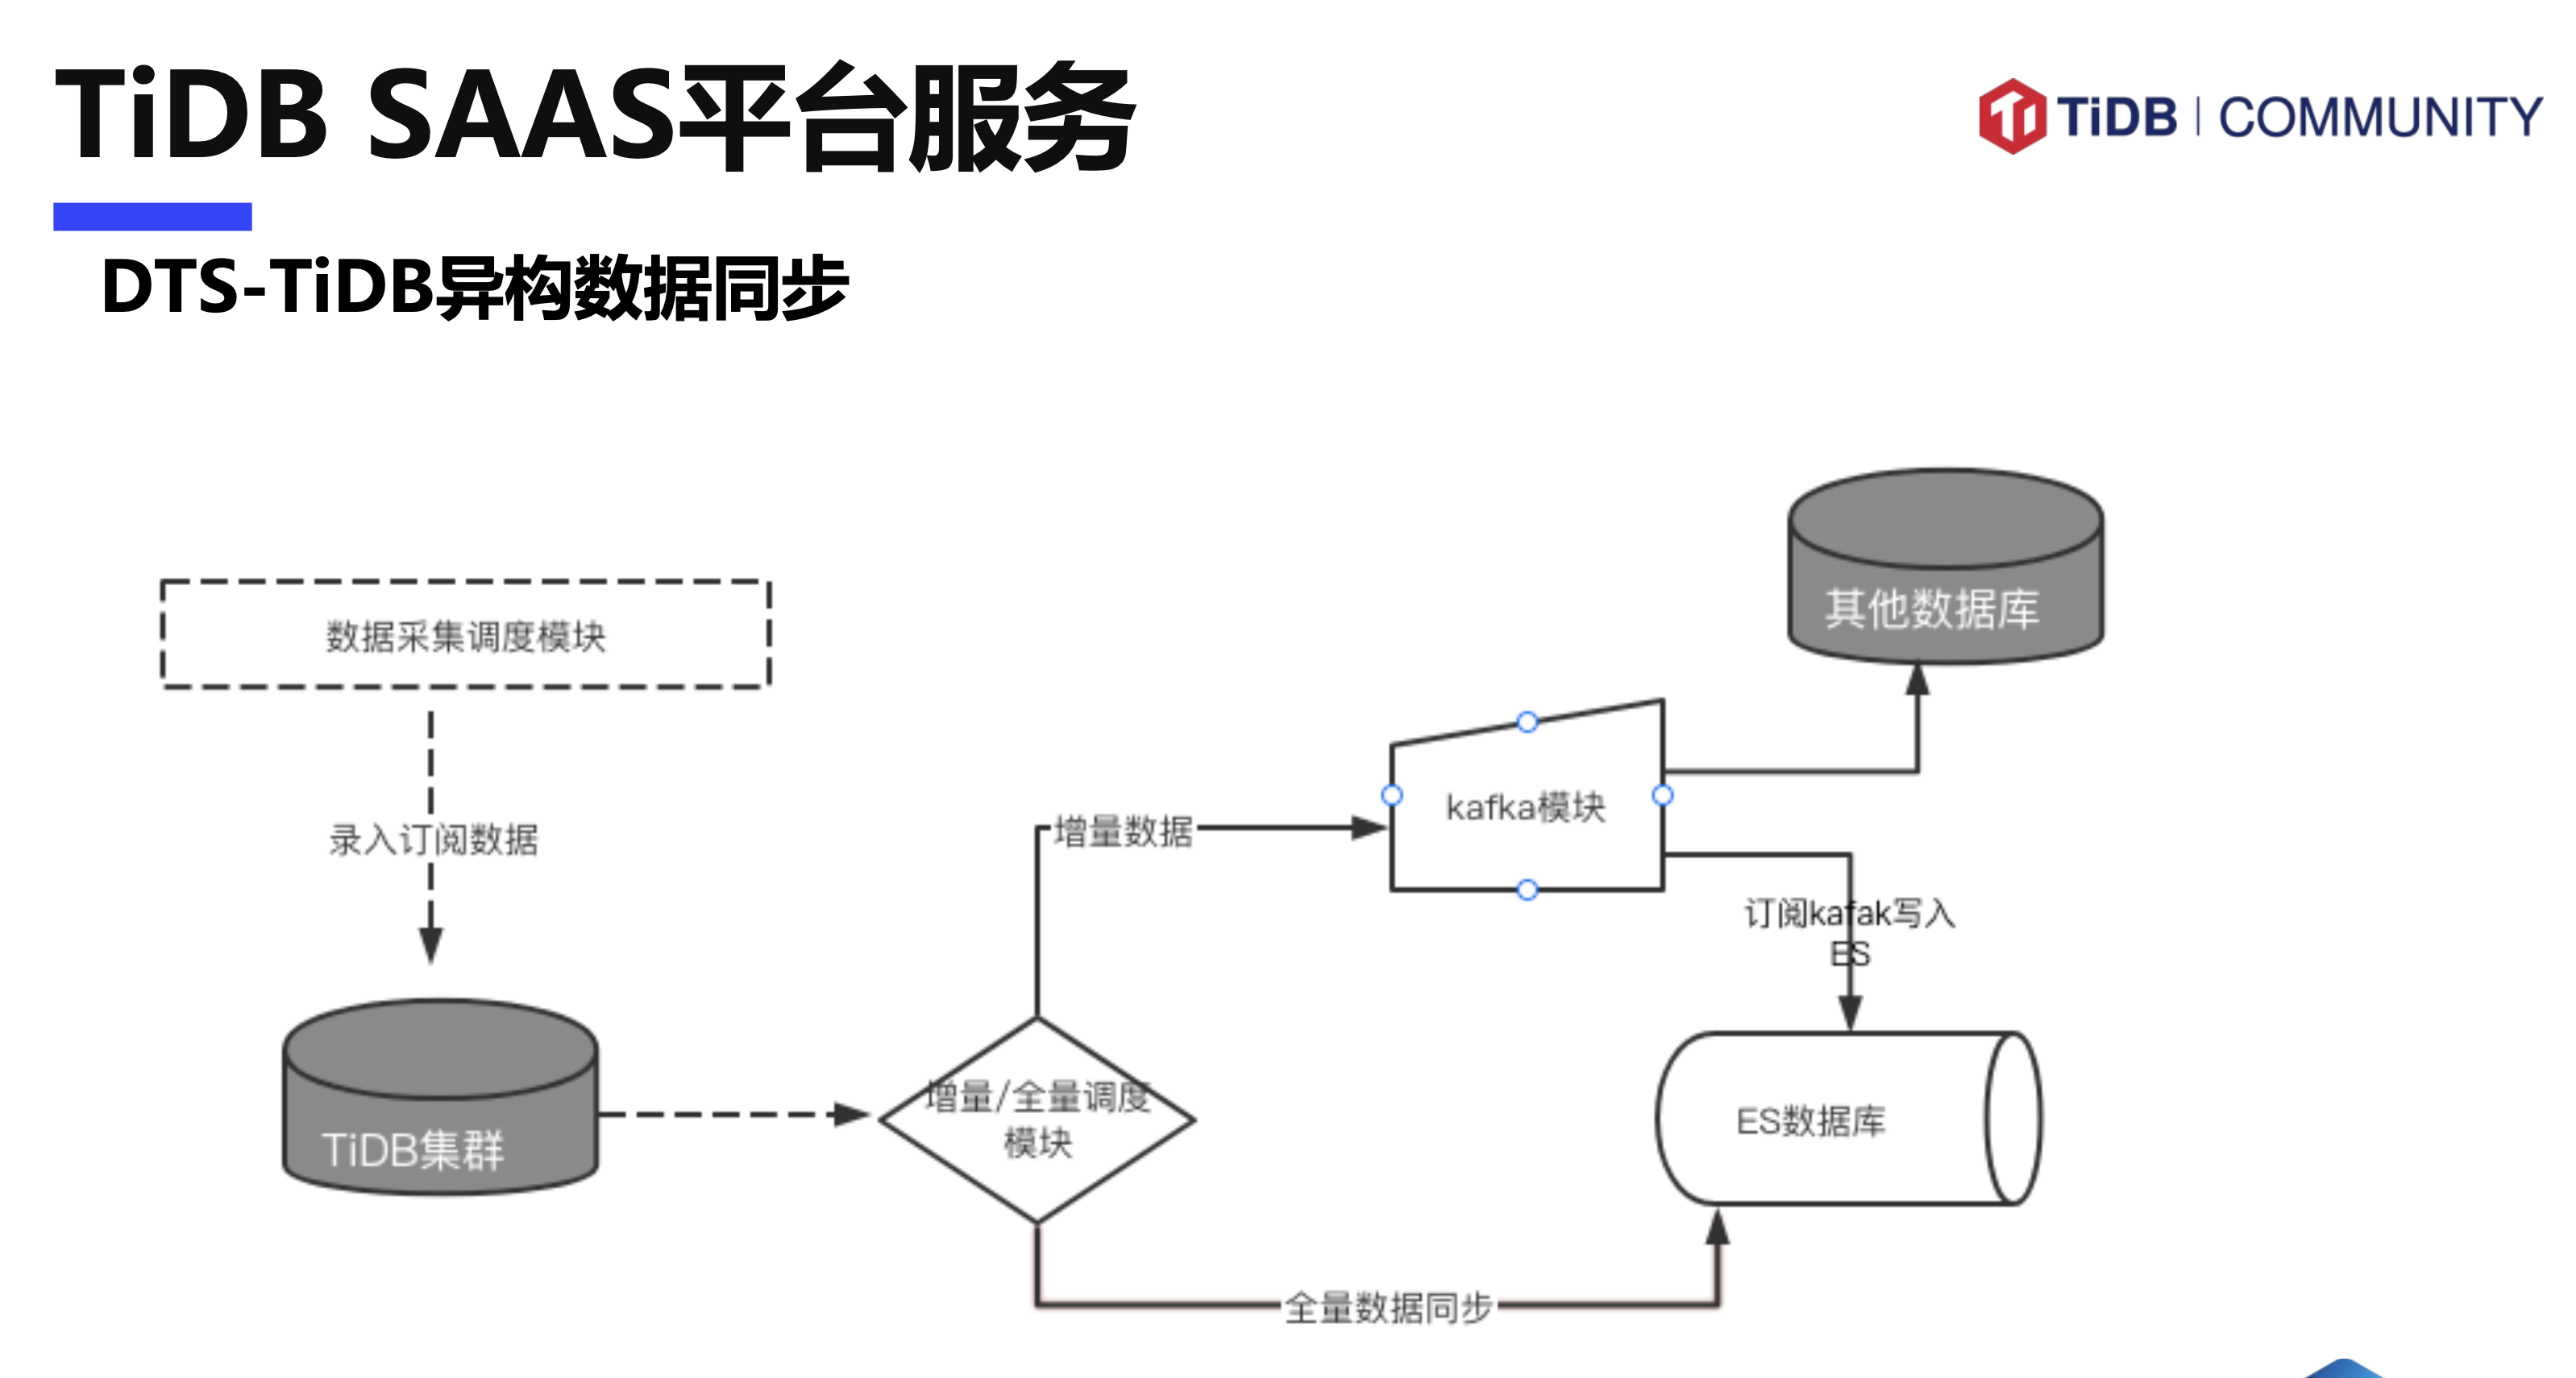 TiDB SAAS平台服务
TiDB | COMMUNITY
DTS-TiDB异构数据同步
其他数据库
数据采集调度模块
kafka模块
增量数据
录入订阅数据
订阅kafak写入
ES
增量/全量调度
模块
ES数据库
TiDB集群
全量数据同步